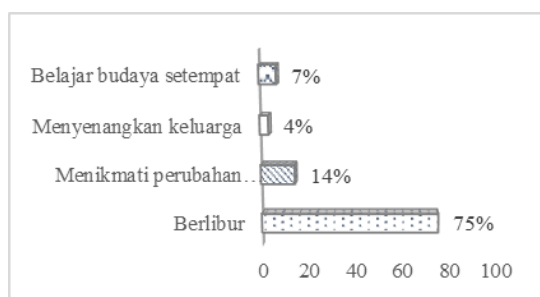 Belajar budaya setempat 7%
Menyenangkan keluarga 4%
Menikmati perubahan.. 14%
Berlibur 75%
0 20 40 60 80 100